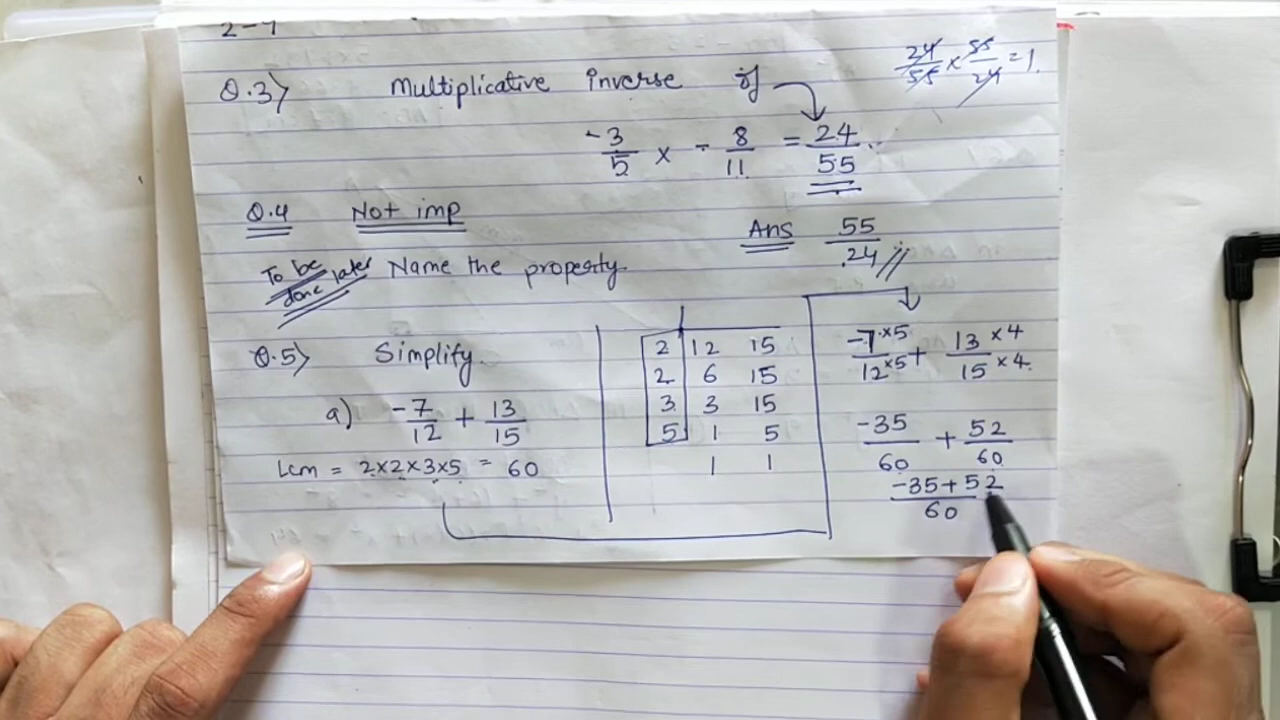 2-7
Q.3) Multiplicative inverse of
24/55 × 55/24 = 1.
-3/5 × -8/11 = 24/55
Q.4 Not imp
Ans 55/24
To be done later Name the property
Q.5) Simplify.
a) -7/12 + 13/15
Lcm = 2×2×3×5 = 60
2 12 15
2 6 15
3 3 15
5 1 5
1 1
-7×5/12×5 + 13×4/15×4
-35/60 + 52/60
-35+52/60